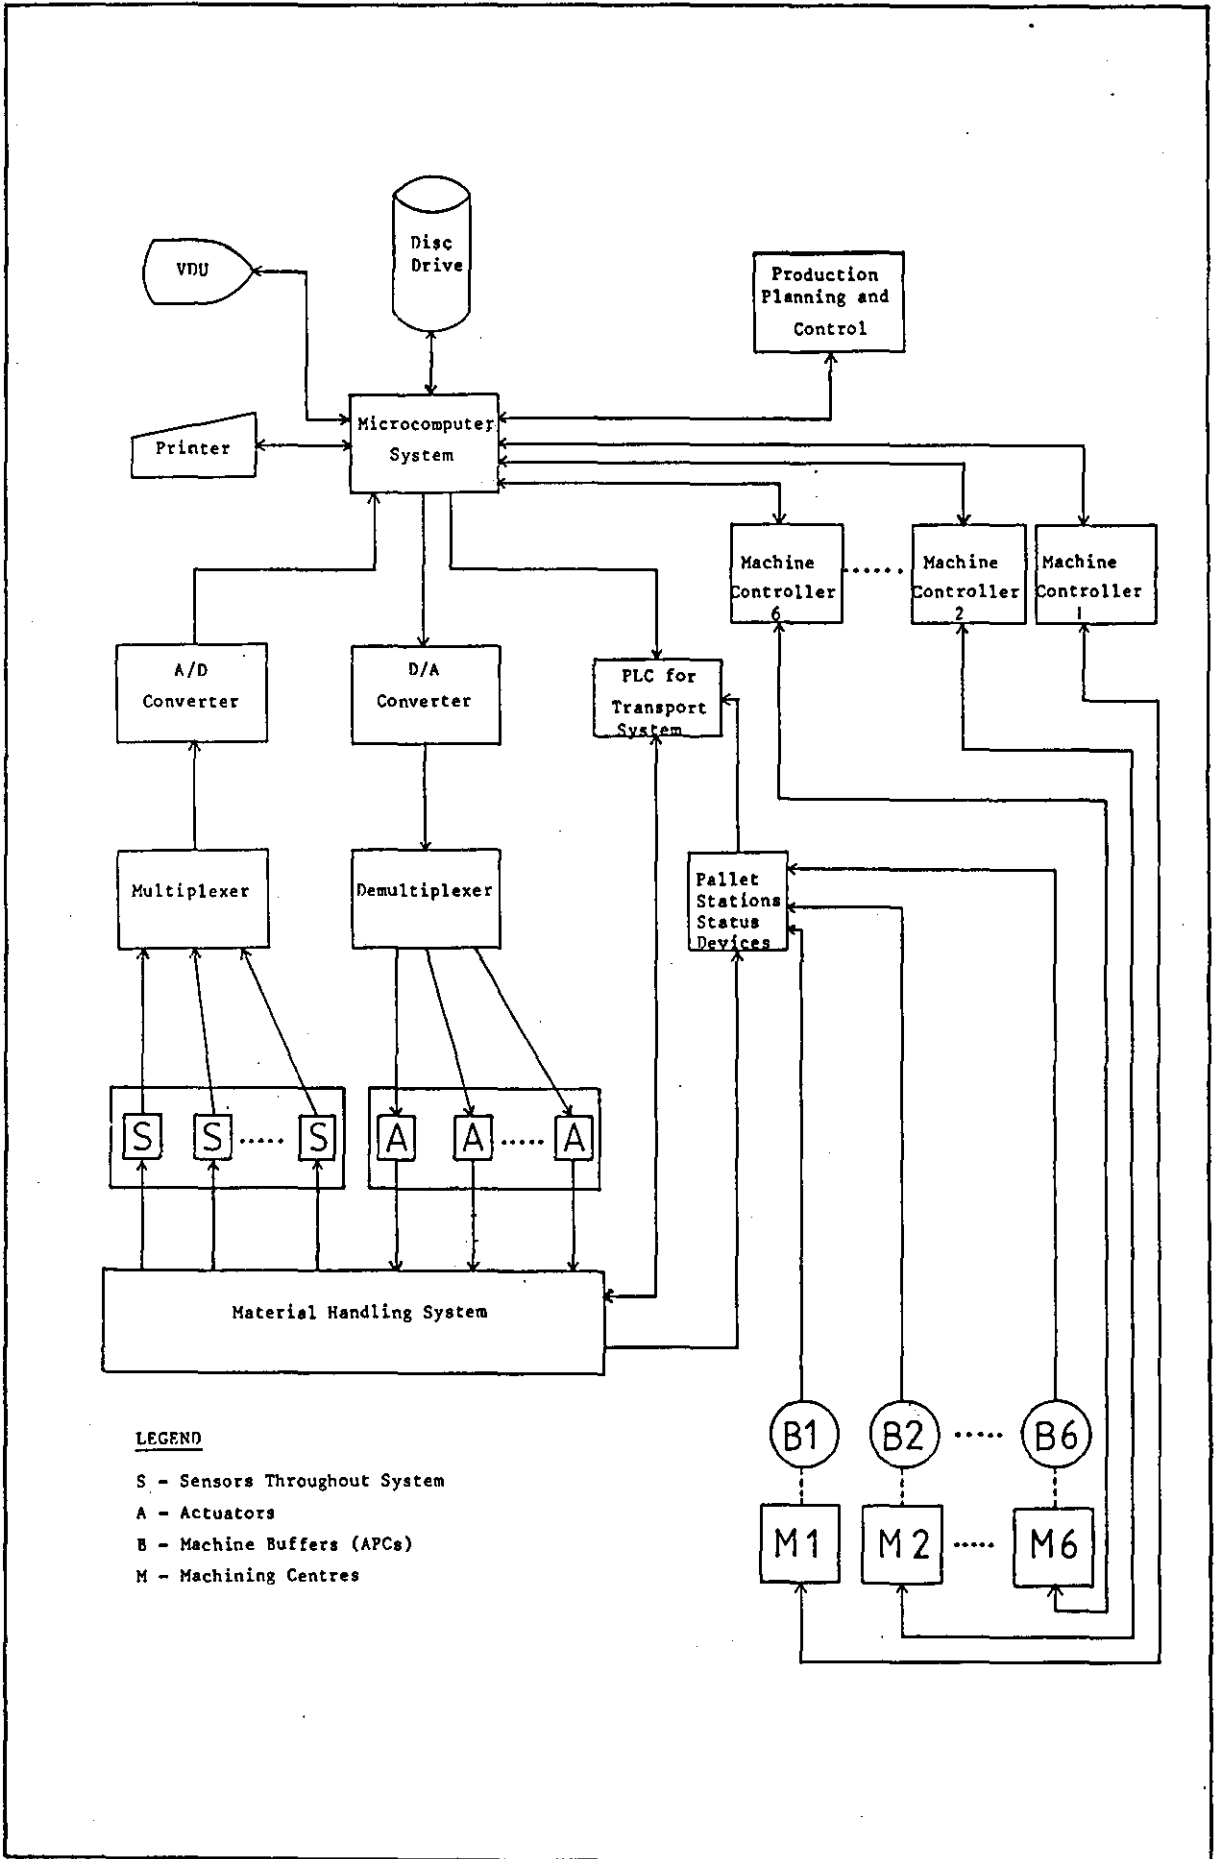 VDU
Disc
Drive
Production
Planning and
Control
Microcomputer
System
Printer
Machine
Controller
6
......
Machine
Controller
2
Machine
Controller
1
A/D
Converter
D/A
Converter
PLC for
Transport
System
Multiplexer
Demultiplexer
Pallet
Stations
Status
Devices
S S ..... S
A A ..... A
Material Handling System
B1 B2 ..... B6
M1 M2 ..... M6
LEGEND
S - Sensors Throughout System
A - Actuators
B - Machine Buffers (APCs)
M - Machining Centres